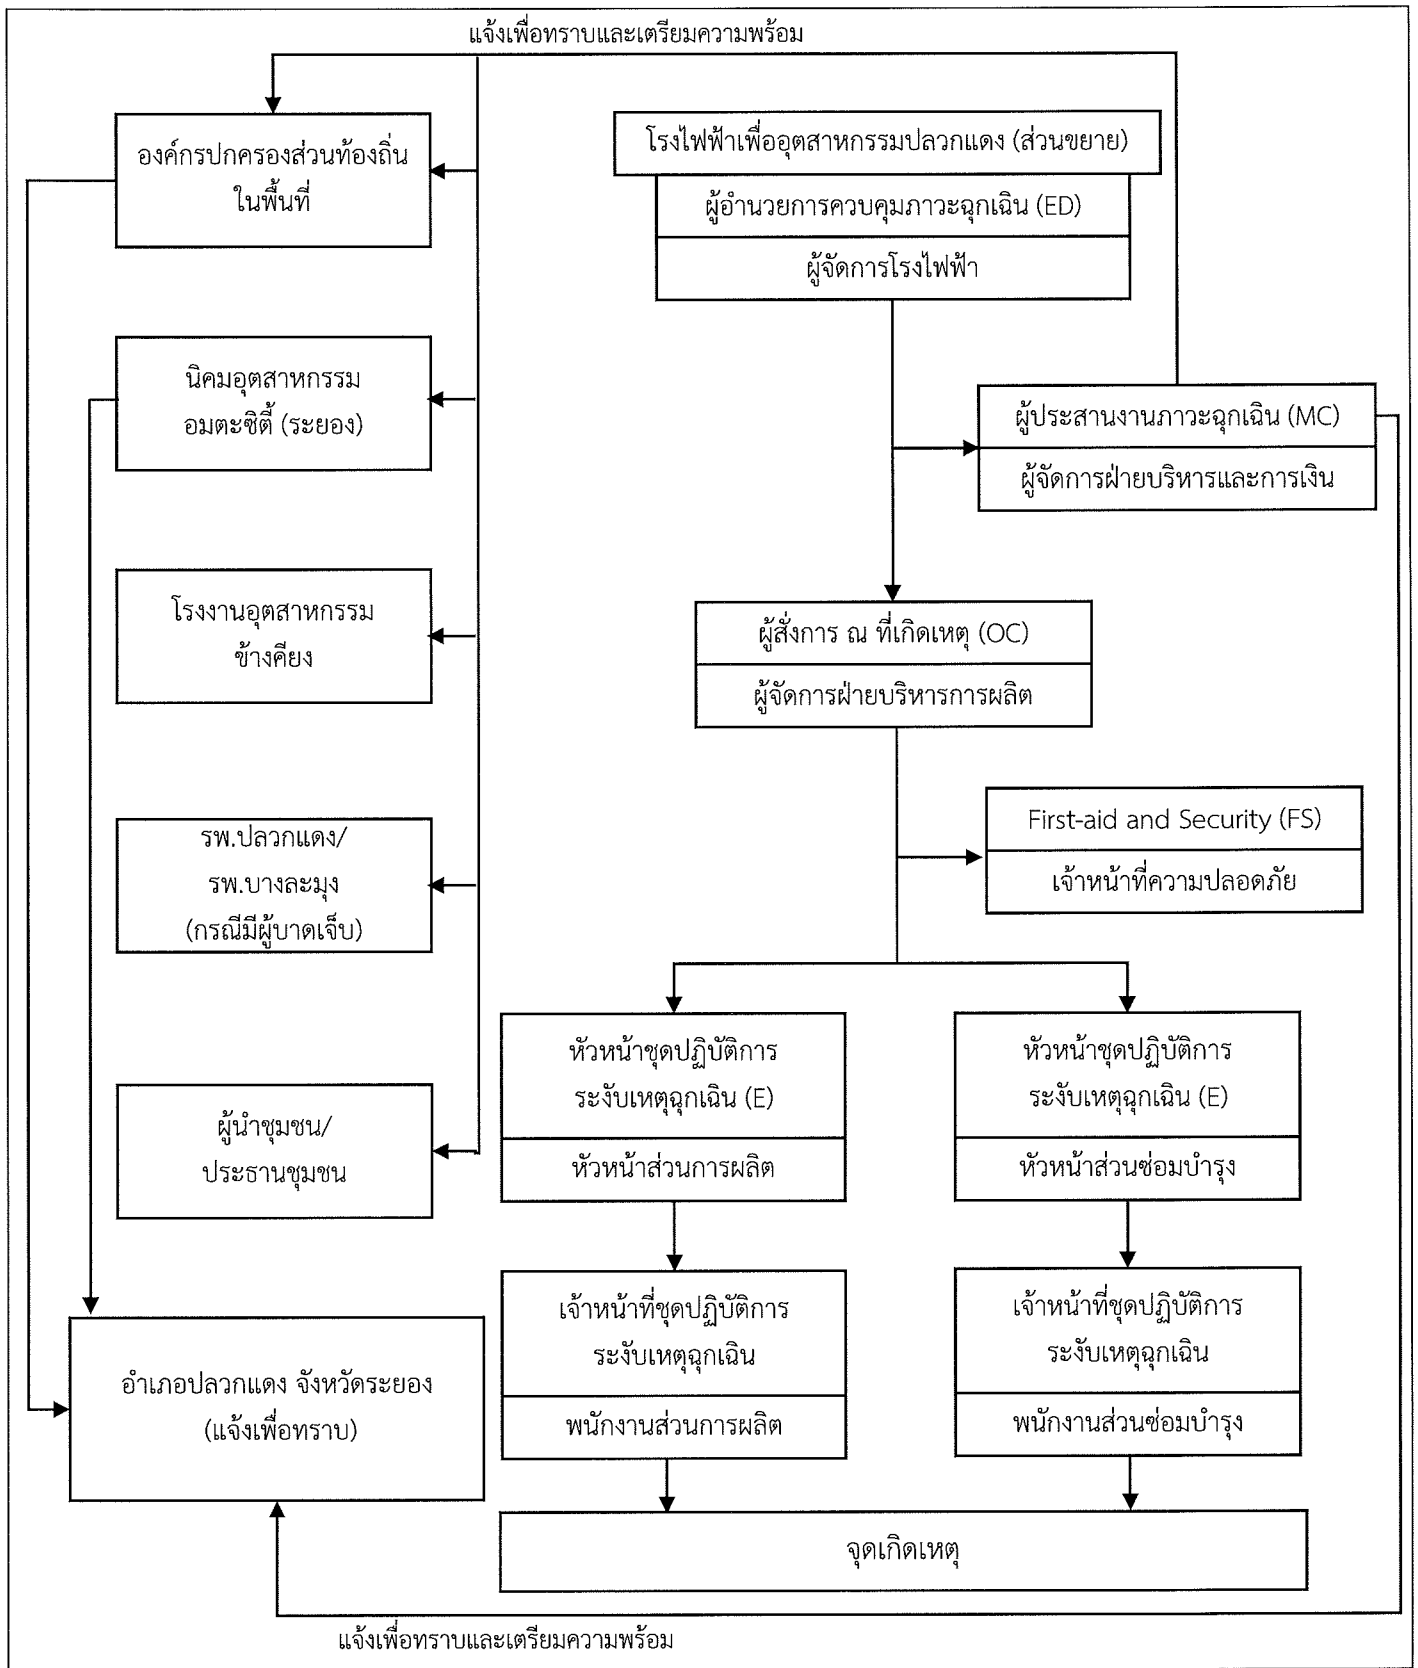 แจ้งเพื่อทราบและเตรียมความพร้อม
องค์กรปกครองส่วนท้องถิ่น
ในพื้นที่
นิคมอุตสาหกรรม
อมตะซิตี้ (ระยอง)
โรงงานอุตสาหกรรม
ข้างคียง
รพ.ปลวกแดง/
รพ.บางละมุง
(กรณีมีผู้บาดเจ็บ)
ผู้นำชุมชน/
ประธานชุมชน
อำเภอปลวกแดง จังหวัดระยอง
(แจ้งเพื่อทราบ)
โรงไฟฟ้าเพื่ออุตสาหกรรมปลวกแดง (ส่วนขยาย)
ผู้อำนวยการควบคุมภาวะฉุกเฉิน (ED)
ผู้จัดการโรงไฟฟ้า
ผู้ประสานงานภาวะฉุกเฉิน (MC)
ผู้จัดการฝ่ายบริหารและการเงิน
ผู้สั่งการ ณ ที่เกิดเหตุ (OC)
ผู้จัดการฝ่ายบริหารการผลิต
First-aid and Security (FS)
เจ้าหน้าที่ความปลอดภัย
หัวหน้าชุดปฏิบัติการ
ระงับเหตุฉุกเฉิน (E)
หัวหน้าส่วนการผลิต
หัวหน้าชุดปฏิบัติการ
ระงับเหตุฉุกเฉิน (E)
หัวหน้าส่วนซ่อมบำรุง
เจ้าหน้าที่ชุดปฏิบัติการ
ระงับเหตุฉุกเฉิน
พนักงานส่วนการผลิต
เจ้าหน้าที่ชุดปฏิบัติการ
ระงับเหตุฉุกเฉิน
พนักงานส่วนซ่อมบำรุง
จุดเกิดเหตุ
แจ้งเพื่อทราบและเตรียมความพร้อม